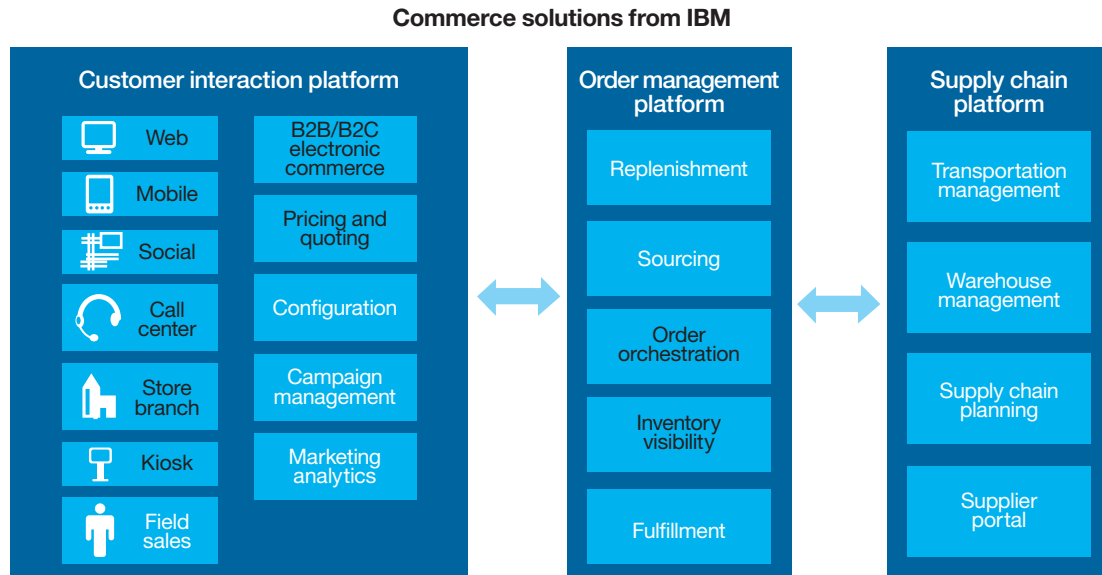 Commerce solutions from IBM
Customer interaction platform
Web
Mobile
Social
Call
center
Store
branch
Kiosk
Field
sales
B2B/B2C
electronic
commerce
Pricing and
quoting
Configuration
Campaign
management
Marketing
analytics
Order management
platform
Replenishment
Sourcing
Order
orchestration
Inventory
visibility
Fulfillment
Supply chain
platform
Transportation
management
Warehouse
management
Supply chain
planning
Supplier
portal